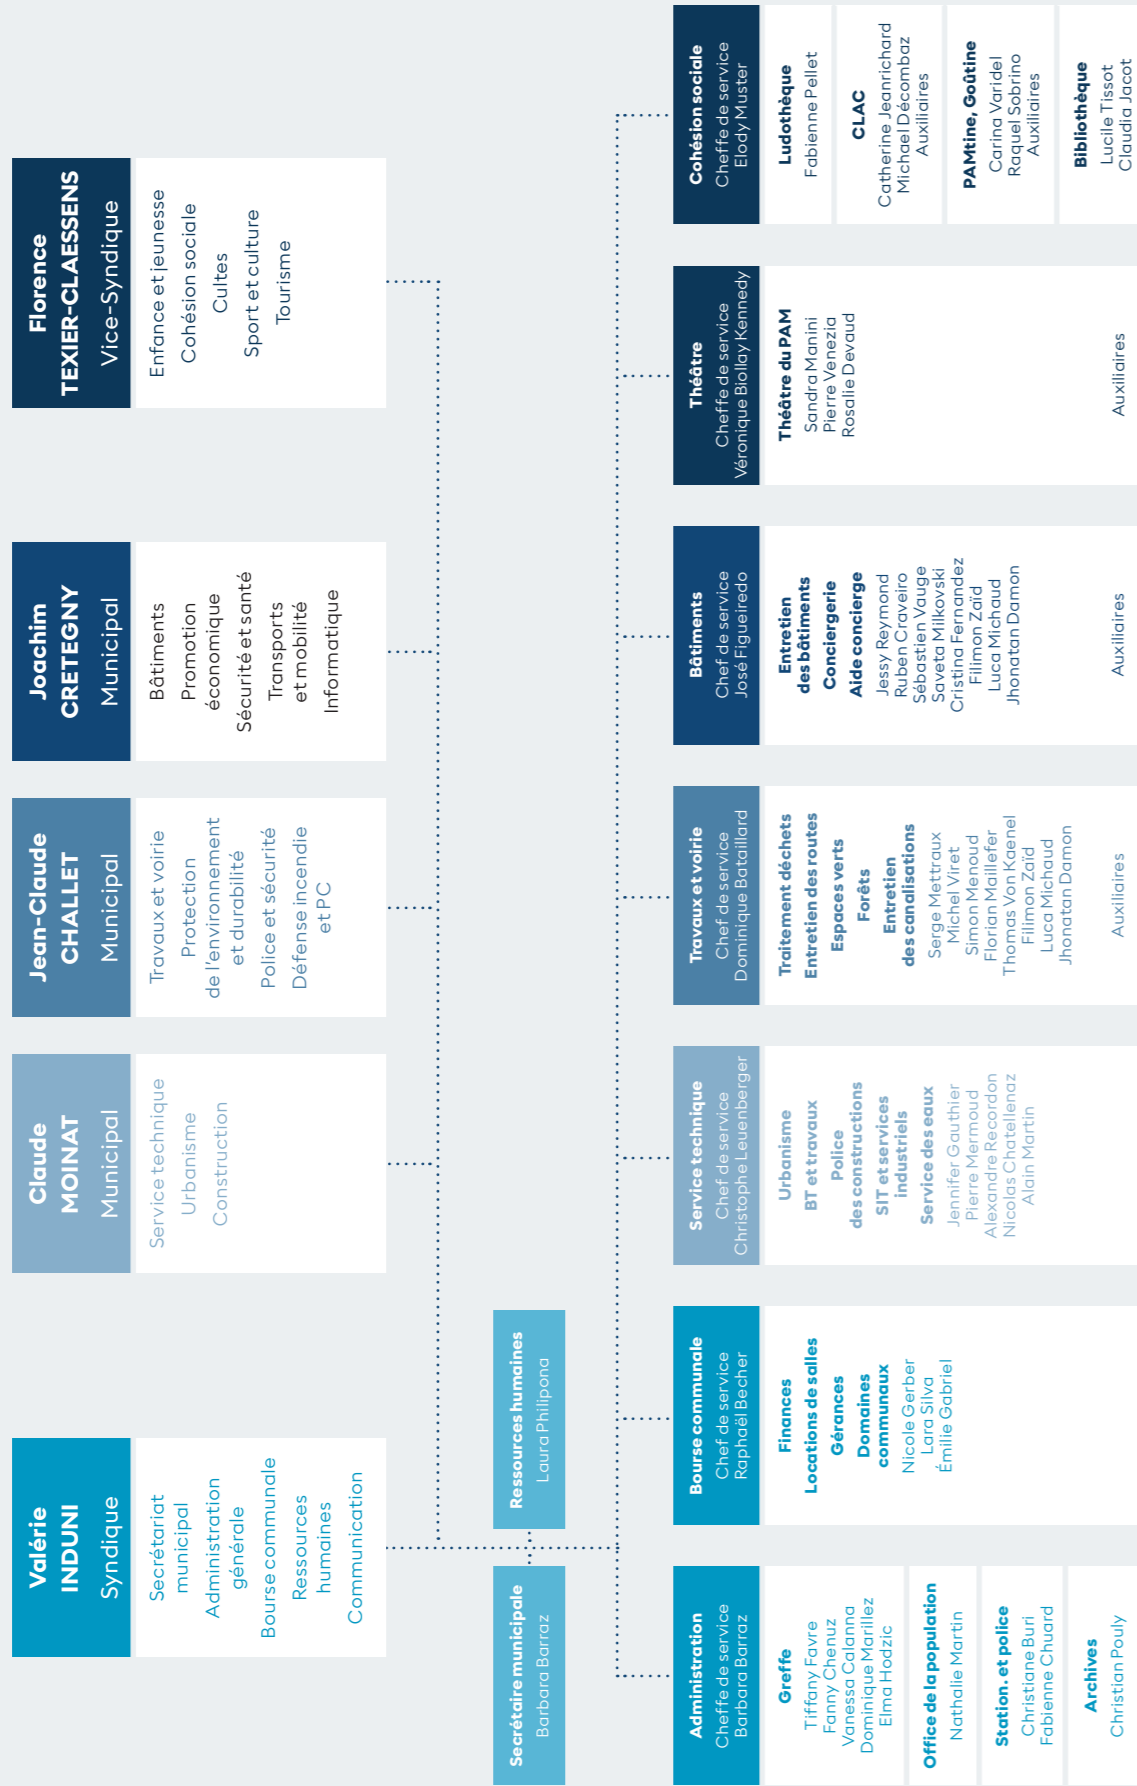 Valérie
INDUNI
Syndique
Secrétariat
municipal
Administration
générale
Bourse communale
Ressources
humaines
Communication
Claude
MOINAT
Municipal
Service technique
Urbanisme
Construction
Jean-Claude
CHALLET
Municipal
Travaux et voirie
Protection
de l'environnement
et durabilité
Police et sécurité
Défense incendie
et PC
Joachim
CRETEGNY
Municipal
Bâtiments
Promotion
économique
Sécurité et santé
Transports
et mobilité
Informatique
Florence
TEXIER-CLAESSENS
Vice-Syndique
Enfance et jeunesse
Cohésion sociale
Cultes
Sport et culture
Tourisme
Secrétaire municipale
Barbara Barraz
Ressources humaines
Laura Philipona
Administration
Cheffe de service
Barbara Barraz
Greffe
Tiffany Favre
Fanny Chenuz
Vanessa Calanna
Dominique Marillez
Elma Hodzic
Office de la population
Nathalie Martin
Station. et police
Christiane Buri
Fabienne Chuard
Archives
Christian Pouly
Bourse communale
Chef de service
Raphaël Becher
Finances
Locations de salles
Gérances
Domaines
communaux
Nicole Gerber
Lara Silva
Émilie Gabriel
Service technique
Chef de service
Christophe Leuenberger
Urbanisme
BT et travaux
Police
des constructions
SIT et services
industriels
Service des eaux
Jennifer Gauthier
Pierre Mermoud
Alexandre Recordon
Nicolas Chatellenaz
Alain Martin
Travaux et voirie
Chef de service
Dominique Bataillard
Traitement déchets
Entretien des routes
Espaces verts
Forêts
Entretien
des canalisations
Serge Mettraux
Michel Viret
Simon Menoud
Florian Maillefer
Thomas Von Kaenel
Filimon Zaïd
Luca Michaud
Jhonatan Damon
Auxiliaires
Bâtiments
Chef de service
José Figueiredo
Entretien
des bâtiments
Conciergerie
Aide concierge
Jessy Reymond
Ruben Craveiro
Sébastien Vauge
Saveta Milkovski
Cristina Fernandez
Filimon Zaïd
Luca Michaud
Jhonatan Damon
Auxiliaires
Théâtre
Cheffe de service
Véronique Biollay Kennedy
Théâtre du PAM
Sandra Manini
Pierre Venezia
Rosalie Devaud
Auxiliaires
Cohésion sociale
Cheffe de service
Elody Muster
Ludothèque
Fabienne Pellet
CLAC
Catherine Jeanrichard
Michael Décombaz
Auxiliaires
PAMtine, Goûtine
Carina Varidel
Raquel Sobrino
Auxiliaires
Bibliothèque
Lucile Tissot
Claudia Jacot